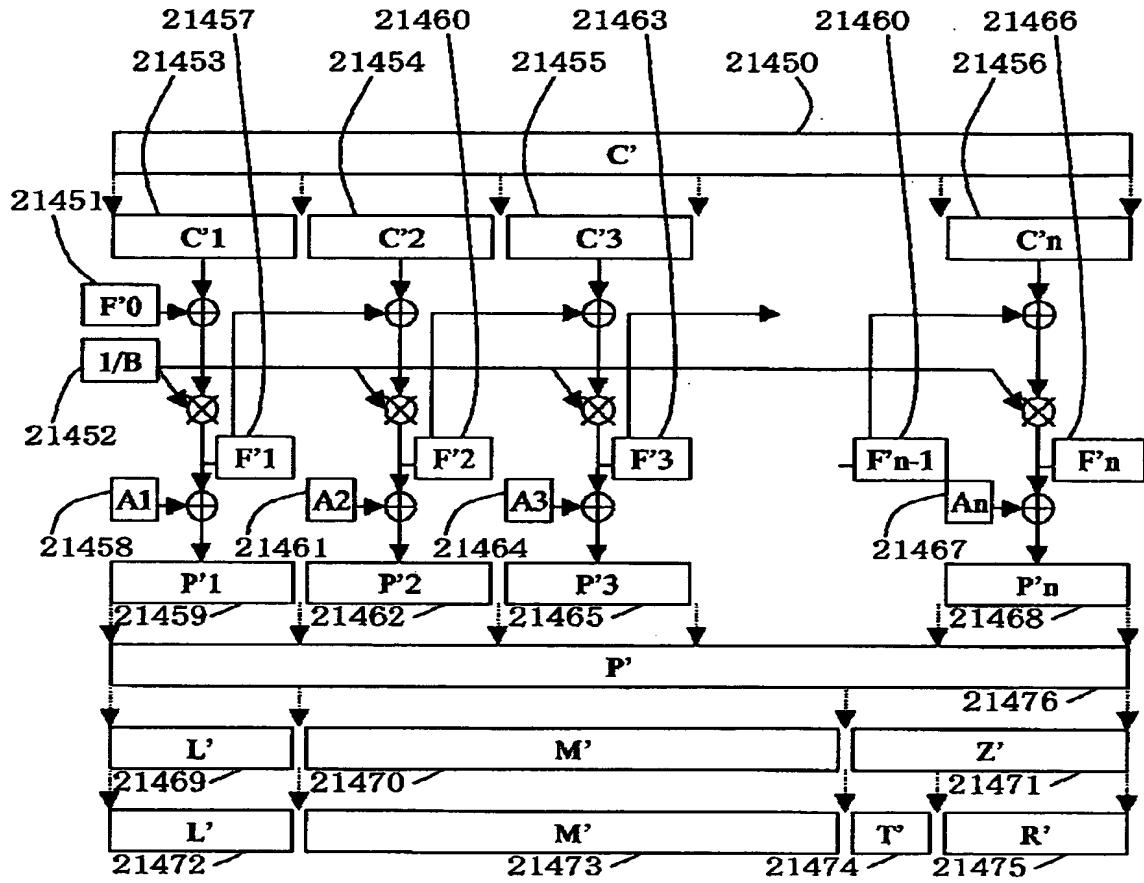 21457 21460 21463 21460 21466
21453 21454 21455 21450 21456
C'
21451
C'1 C'2 C'3 C'n
F'0
1/B
21452
F'1 F'2 F'3 F'n-1 F'n
A1 A2 A3 An
21458 21461 21464 21467
P'1 P'2 P'3 P'n
21459 21462 21465 21468
P'
21476
L' M' Z'
21469 21470 21471
L' M' T' R'
21472 21473 21474 21475